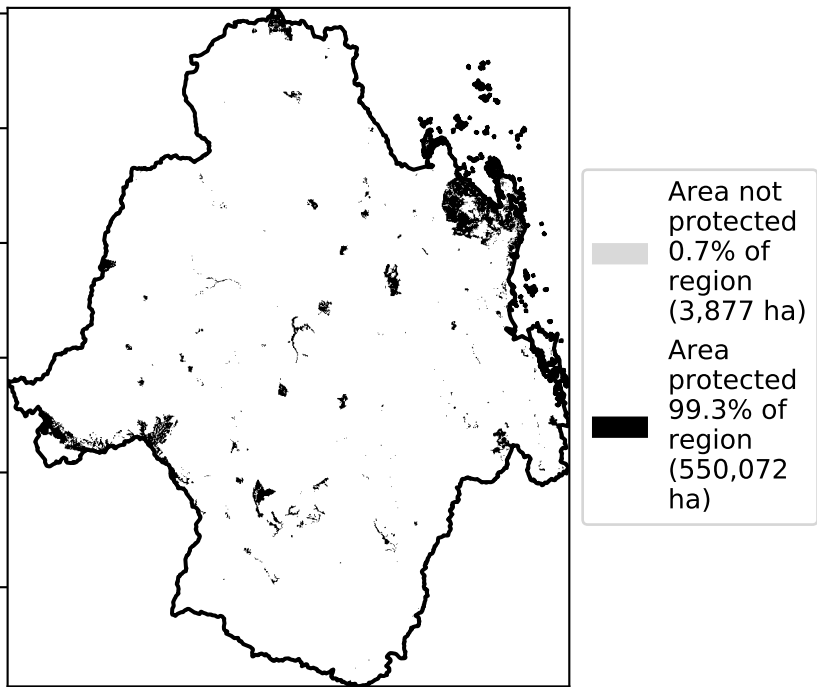 Area not
protected
0.7% of
region
(3,877 ha)
Area
protected
99.3% of
region
(550,072
ha)